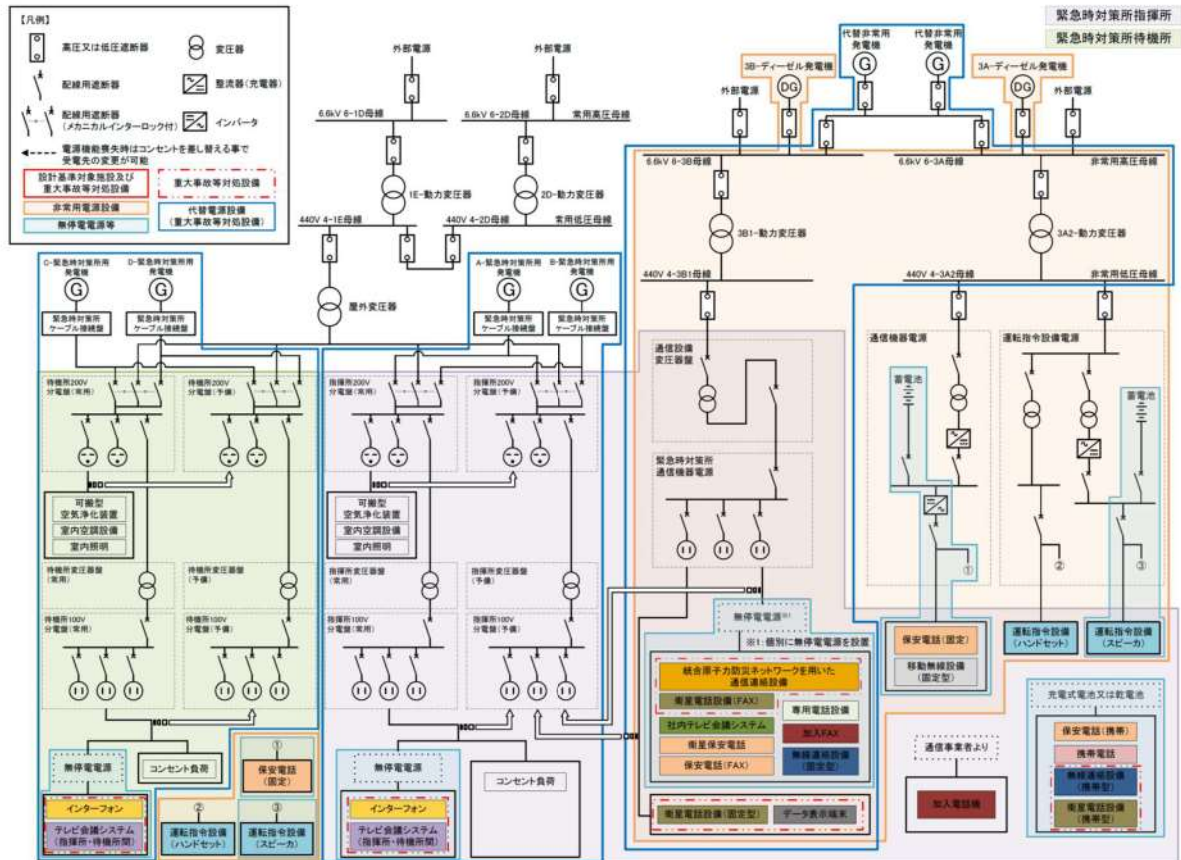 【凡例】
高圧又は低圧遮断器
変圧器
配線用遮断器
整流器(充電器)
配線用遮断器
(メカニカルインターロック付)
インバータ
電源機能喪失時はコンセントを差し替える事で
受電先の変更が可能
設計基準対象施設及び
重大事故等対処設備
重大事故等対処設備
非常用電源設備
代替電源設備
(重大事故等対処設備)
無停電電源等
緊急時対策所指揮所
緊急時対策所待機所
外部電源
外部電源
6.6kV 6-1D母線
6.6kV 6-2D母線
常用高圧母線
1E-動力変圧器
2D-動力変圧器
440V 4-1E母線
440V 4-2D母線
常用低圧母線
屋外変圧器
代替非常用
発電機
G
代替非常用
発電機
G
3B-ディーゼル発電機
DG
3A-ディーゼル発電機
DG
外部電源
外部電源
6.6kV 6-3B母線
6.6kV 6-3A母線
非常用高圧母線
3B1-動力変圧器
3A2-動力変圧器
440V 4-3B1母線
440V 4-3A2母線
非常用低圧母線
C-緊急時対策所用
発電機
G
D-緊急時対策所用
発電機
G
A-緊急時対策所用
発電機
G
B-緊急時対策所用
発電機
G
緊急時対策所
ケーブル接続盤
緊急時対策所
ケーブル接続盤
緊急時対策所
ケーブル接続盤
緊急時対策所
ケーブル接続盤
待機所200V
分電盤(常用)
待機所200V
分電盤(予備)
指揮所200V
分電盤(常用)
指揮所200V
分電盤(予備)
可搬型
空気浄化装置
室内空調設備
室内照明
可搬型
空気浄化装置
室内空調設備
室内照明
待機所変圧器盤
(常用)
待機所変圧器盤
(予備)
指揮所変圧器盤
(常用)
指揮所変圧器盤
(予備)
待機所100V
分電盤(常用)
待機所100V
分電盤(予備)
指揮所100V
分電盤(常用)
指揮所100V
分電盤(予備)
無停電電源
コンセント負荷
インターフォン
テレビ会議システム
(指揮所・待機所間)
①
保安電話
(固定)
②
運転指令設備
(ハンドセット)
③
運転指令設備
(スピーカ)
無停電電源
コンセント負荷
インターフォン
テレビ会議システム
(指揮所・待機所間)
通信設備
変圧器盤
緊急時対策所
通信機器電源
無停電電源※1
※1:個別に無停電電源を設置
統合原子力防災ネットワークを用いた
通信連絡設備
衛星電話設備(FAX)
社内テレビ会議システム
衛星保安電話
保安電話(FAX)
専用電話設備
加入FAX
無線連絡設備
(固定型)
衛星電話設備(固定型)
データ表示端末
通信機器電源
蓄電池
①
運転指令設備電源
蓄電池
②
③
保安電話(固定)
移動無線設備
(固定型)
運転指令設備
(ハンドセット)
運転指令設備
(スピーカ)
通信事業者より
加入電話機
充電式電池又は乾電池
保安電話(携帯)
携帯電話
無線連絡設備
(携帯型)
衛星電話設備
(携帯型)